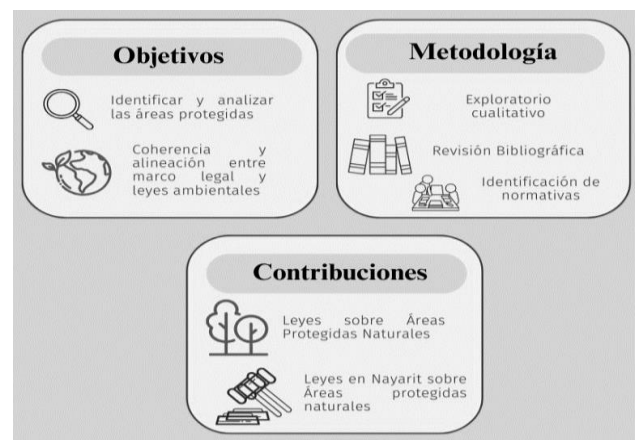 Objetivos
Identificar y analizar
las áreas protegidas
Coherencia y
alineación entre
marco legal y
leyes ambientales
Metodología
Exploratorio
cualitativo
Revisión Bibliográfica
Identificación de
normativas
Contribuciones
Leyes sobre Áreas
Protegidas Naturales
Leyes en Nayarit sobre
Áreas protegidas
naturales